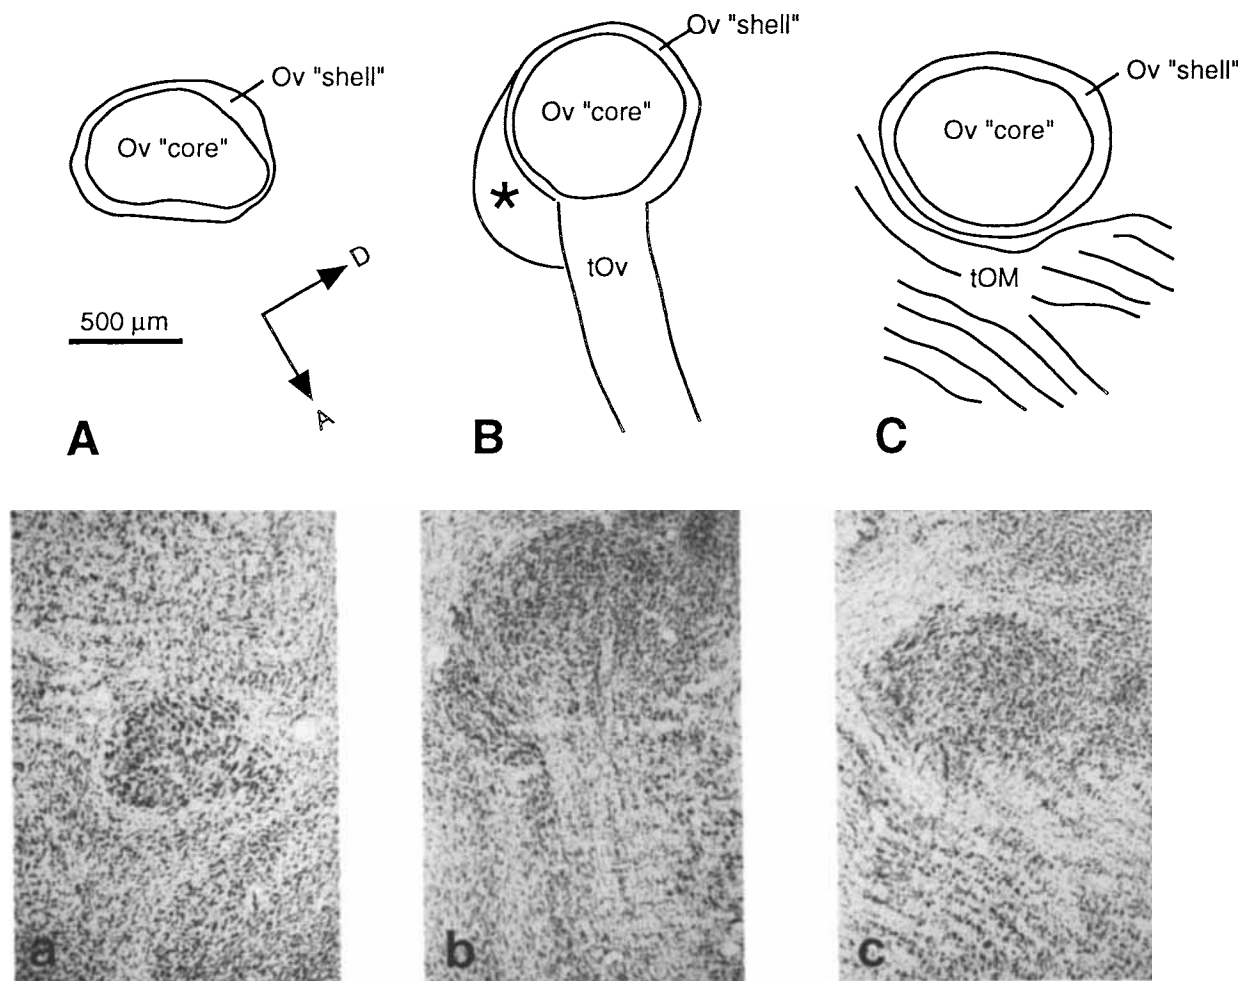 Ov "shell"
Ov "core"
500 µm
D
A
A
Ov "shell"
Ov "core"
*
tOv
B
Ov "shell"
Ov "core"
tOM
C
a
b
c